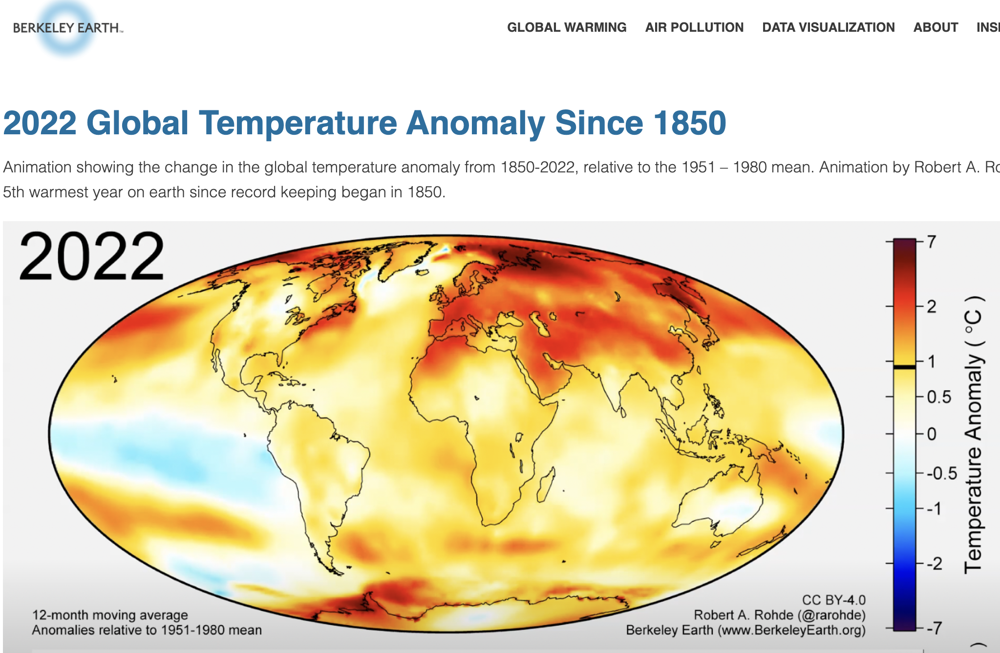 BERKELEY EARTH™
GLOBAL WARMING AIR POLLUTION DATA VISUALIZATION ABOUT
2022 Global Temperature Anomaly Since 1850
Animation showing the change in the global temperature anomaly from 1850-2022, relative to the 1951 – 1980 mean. Animation by Robert A.
5th warmest year on earth since record keeping began in 1850.
2022
7
2
1
0.5
0
-0.5
-1
-2
-7
Temperature Anomaly ( °C )
12-month moving average
Anomalies relative to 1951-1980 mean
CC BY-4.0
Robert A. Rohde (@rarohde)
Berkeley Earth (www.BerkeleyEarth.org)